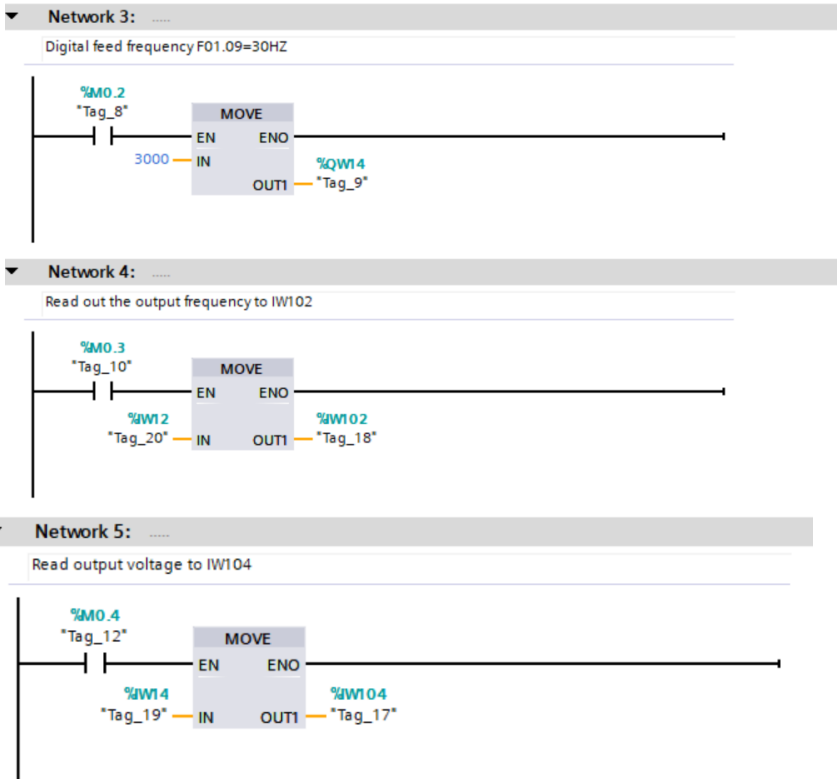 Network 3: .....
Digital feed frequency F01.09=30HZ
%M0.2
"Tag_8"
MOVE
EN ENO
3000 IN
%QW14
OUT1 "Tag_9"
Network 4: .....
Read out the output frequency to IW102
%M0.3
"Tag_10"
MOVE
EN ENO
%IW12 %IW102
"Tag_20" IN OUT1 "Tag_18"
Network 5: .....
Read output voltage to IW104
%M0.4
"Tag_12"
MOVE
EN ENO
%IW14 %IW104
"Tag_19" IN OUT1 "Tag_17"